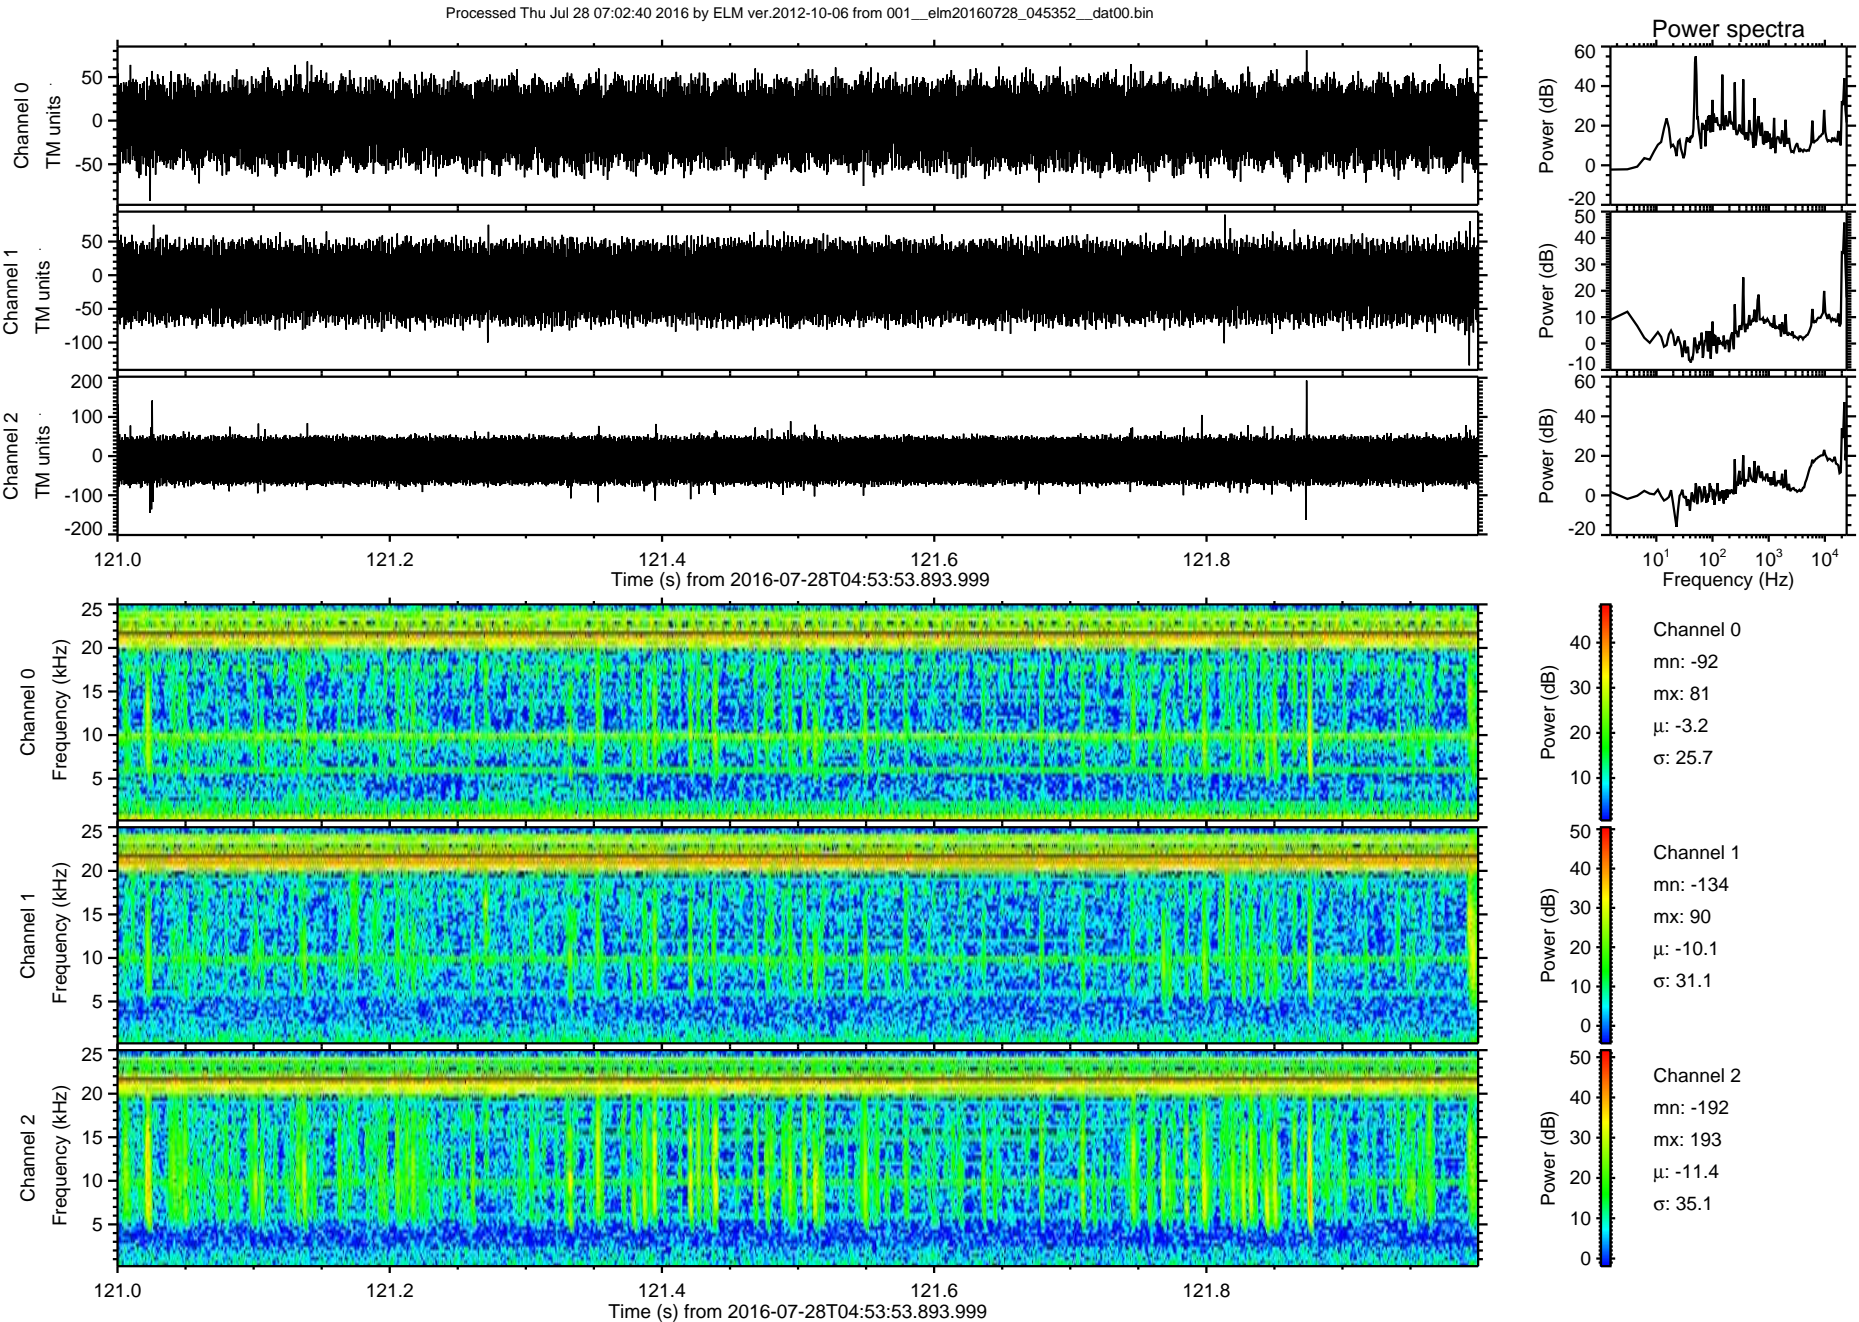 Processed Thu Jul 28 07:02:40 2016 by ELM ver.2012-10-06 from 001__elm20160728_045352__dat00.bin
Power spectra
Channel 0
TM units
50
0
-50
Power (dB)
60
40
20
0
-20
Channel 1
TM units
50
0
-50
-100
Power (dB)
50
40
30
20
10
0
-10
Channel 2
TM units
200
100
0
-100
-200
Power (dB)
60
40
20
0
-20
121.0 121.2 121.4 121.6 121.8
Time (s) from 2016-07-28T04:53:53.893.999
10¹ 10² 10³ 10⁴
Frequency (Hz)
Channel 0
Frequency (kHz)
25
20
15
10
5
Power (dB)
40
30
20
10
Channel 0
mn: -92
mx: 81
μ: -3.2
σ: 25.7
Channel 1
Frequency (kHz)
25
20
15
10
5
Power (dB)
50
40
30
20
10
0
Channel 1
mn: -134
mx: 90
μ: -10.1
σ: 31.1
Channel 2
Frequency (kHz)
25
20
15
10
5
Power (dB)
50
40
30
20
10
0
Channel 2
mn: -192
mx: 193
μ: -11.4
σ: 35.1
121.0 121.2 121.4 121.6 121.8
Time (s) from 2016-07-28T04:53:53.893.999